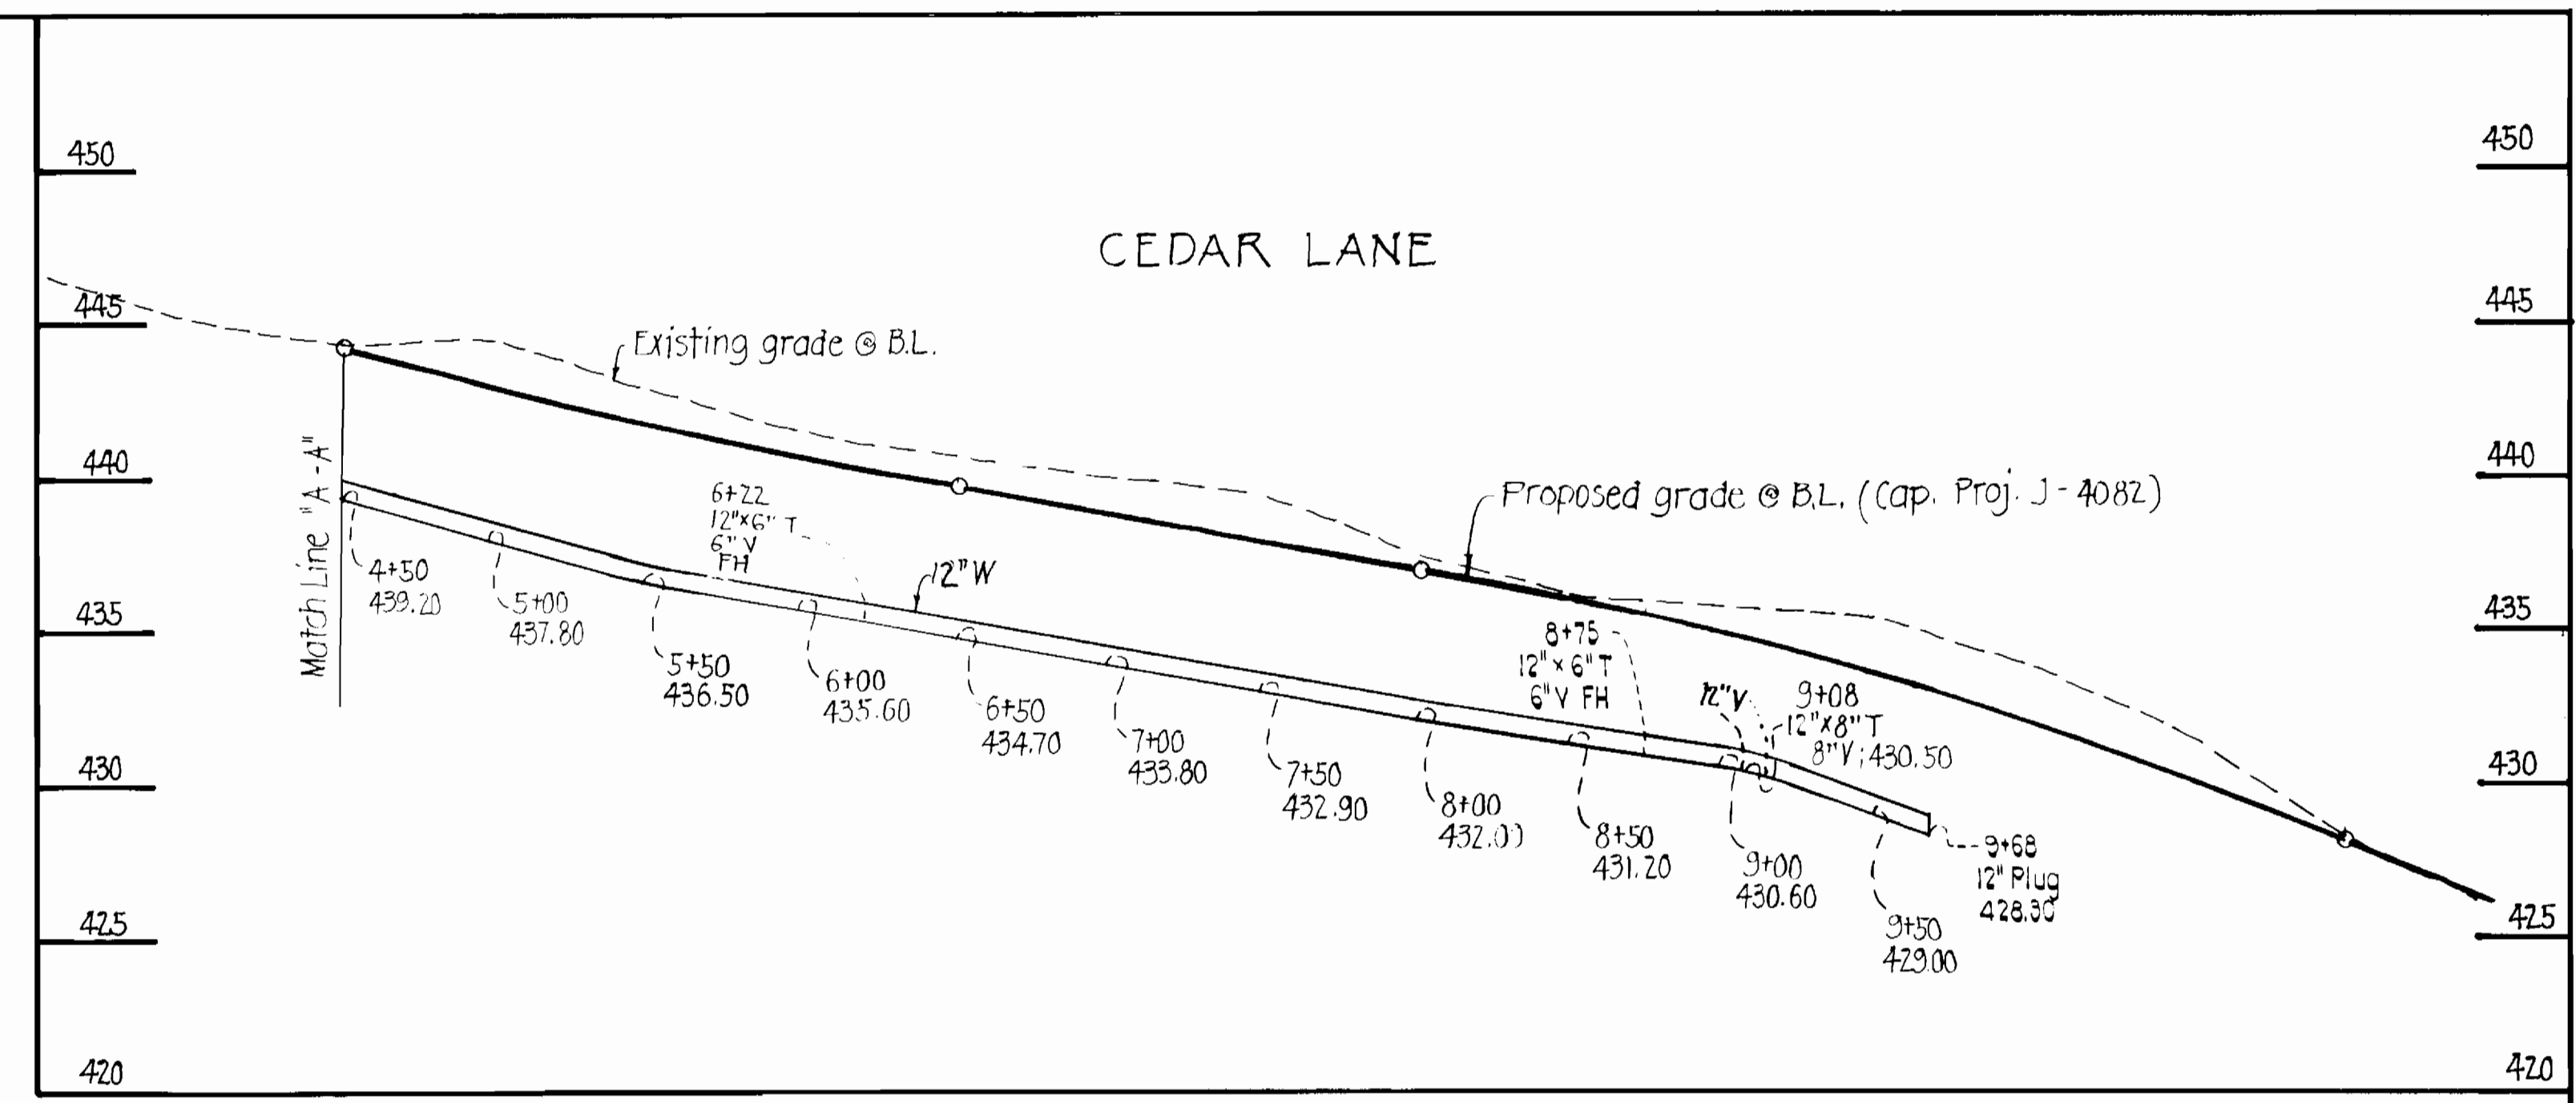 450
450
CEDAR LANE
445
445
Existing grade @ B.L.
440
440
Match Line "A-A"
Proposed grade @ B.L. (Cap. Proj. J-4082)
6+22
12"x6" T
6" V
FH
12" W
4+50
439.20
5+00
437.80
435
435
5+50
436.50
6+00
435.60
6+50
434.70
7+00
433.80
7+50
432.90
8+00
432.00
8+50
431.20
8+75
12" x 6" T
6" V FH
12" V
9+08
12"x8" T
8" V; 430.50
9+00
430.60
9+50
429.00
9+68
12" Plug
428.30
430
430
425
425
420
420